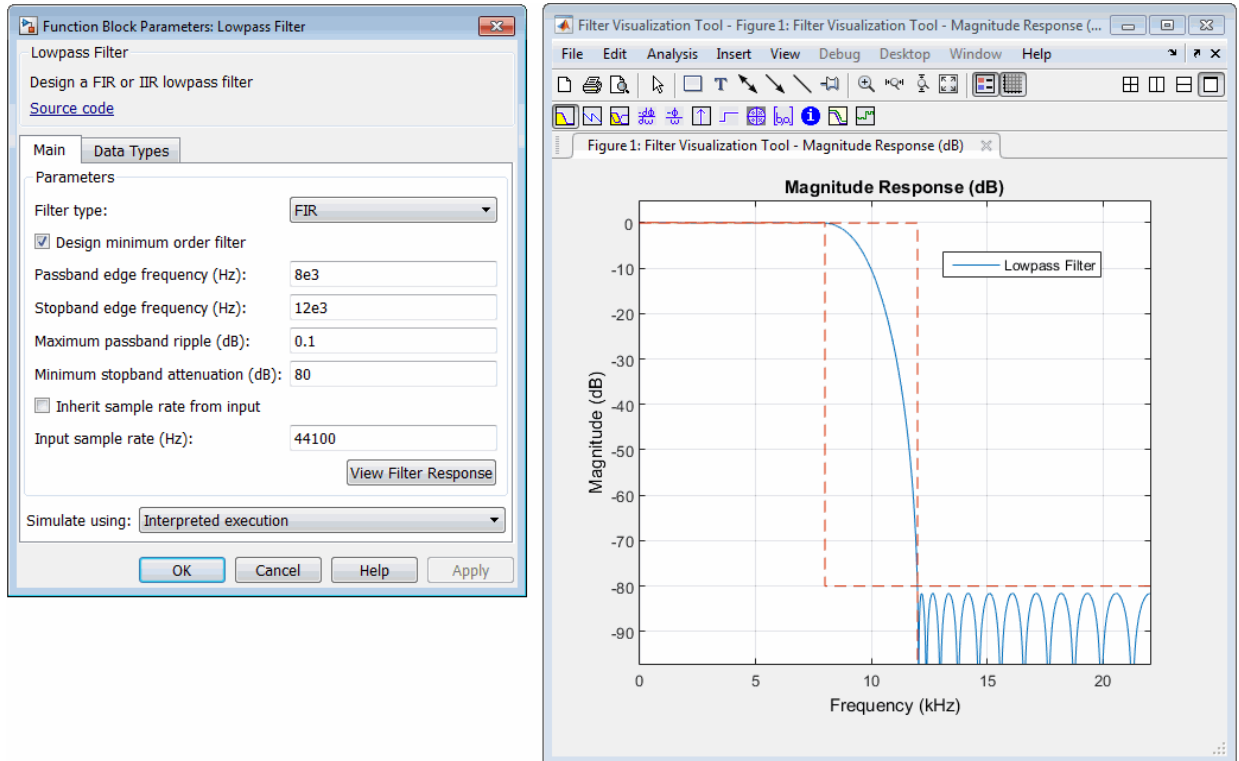 Function Block Parameters: Lowpass Filter
Lowpass Filter
Design a FIR or IIR lowpass filter
Source code
Main Data Types
Parameters
Filter type: FIR
Design minimum order filter
Passband edge frequency (Hz): 8e3
Stopband edge frequency (Hz): 12e3
Maximum passband ripple (dB): 0.1
Minimum stopband attenuation (dB): 80
Inherit sample rate from input
Input sample rate (Hz): 44100
View Filter Response
Simulate using: Interpreted execution
OK Cancel Help Apply
Filter Visualization Tool - Figure 1: Filter Visualization Tool - Magnitude Response (...
File Edit Analysis Insert View Debug Desktop Window Help
Figure 1: Filter Visualization Tool - Magnitude Response (dB)
Magnitude Response (dB)
0
-10
-20
-30
-40
-50
-60
-70
-80
-90
Magnitude (dB)
Lowpass Filter
0 5 10 15 20
Frequency (kHz)